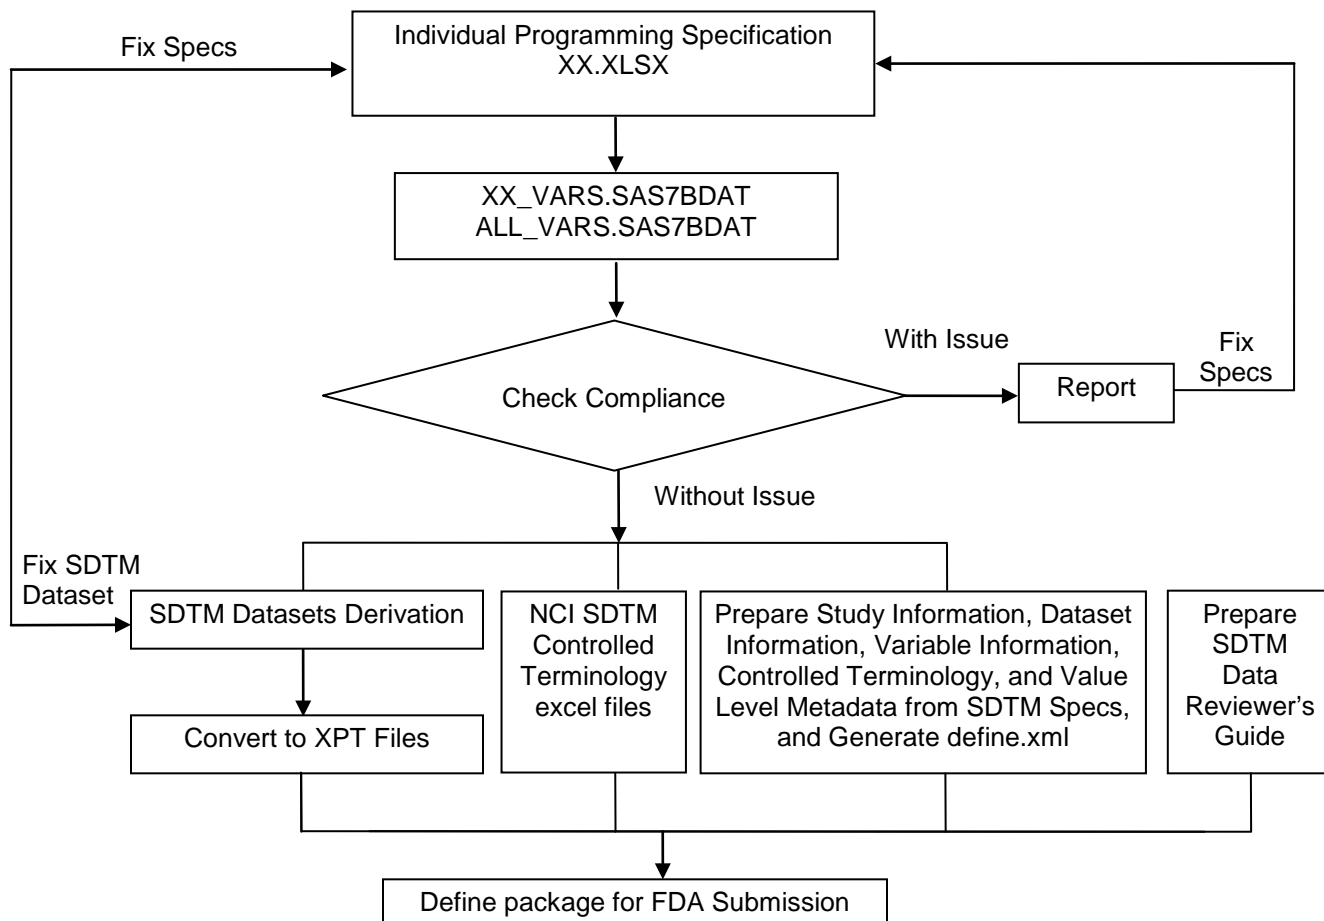 Fix Specs
Individual Programming Specification
XX.XLSX
XX_VARS.SAS7BDAT
ALL_VARS.SAS7BDAT
Check Compliance
With Issue
Report
Fix
Specs
Without Issue
Fix SDTM
Dataset
SDTM Datasets Derivation
Convert to XPT Files
NCI SDTM
Controlled
Terminology
excel files
Prepare Study Information, Dataset
Information, Variable Information,
Controlled Terminology, and Value
Level Metadata from SDTM Specs,
and Generate define.xml
Prepare
SDTM
Data
Reviewer’s
Guide
Define package for FDA Submission